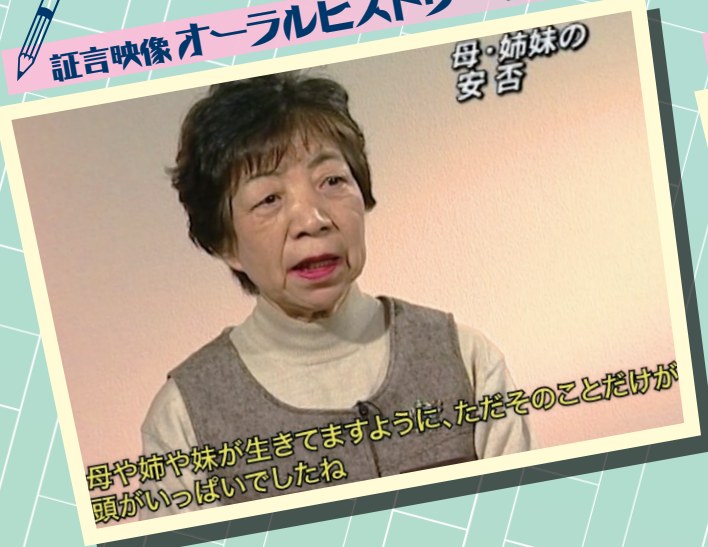 証言映像 オーラルヒストリー
母・姉妹の
安否
母や姉や妹が生きてますように、ただそのことだけが
頭がいっぱいでしたね